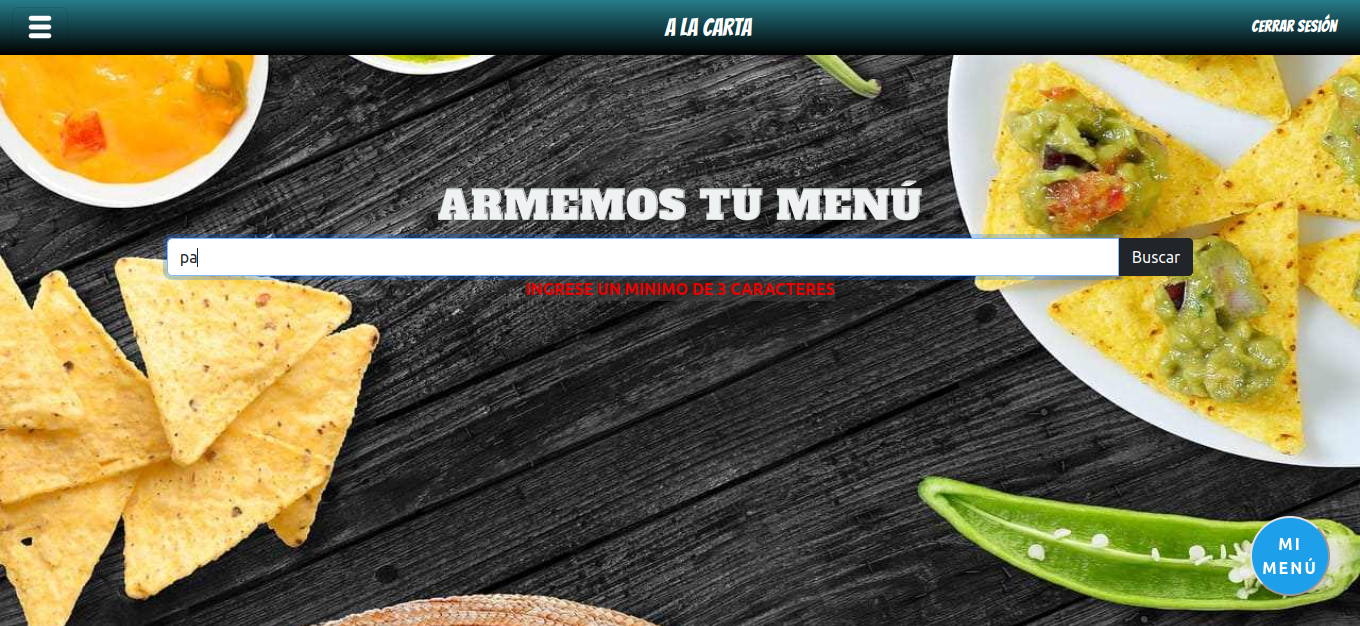 A LA CARTA
CERRAR SESIÓN
ARMEMOS TU MENÚ
pa
Buscar
INGRESE UN MINIMO DE 3 CARACTERES
MI
MENÚ